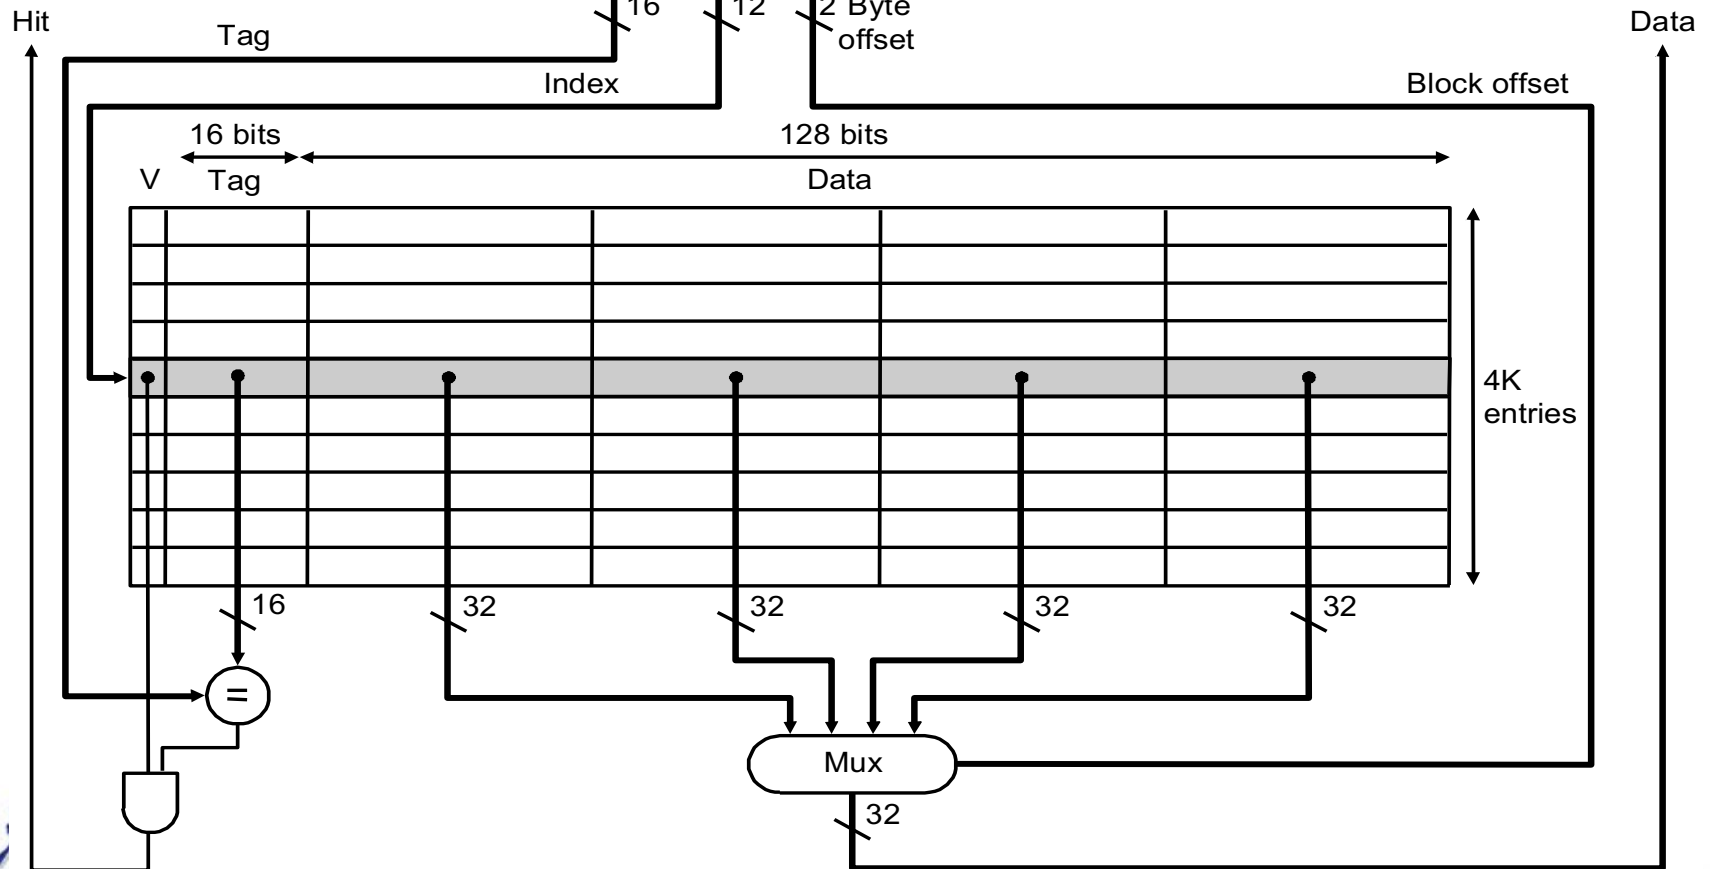 Hit
16
12
2 Byte
offset
Data
Tag
Index
Block offset
16 bits
128 bits
V
Tag
Data
4K
entries
16
32
32
32
32
=
Mux
32